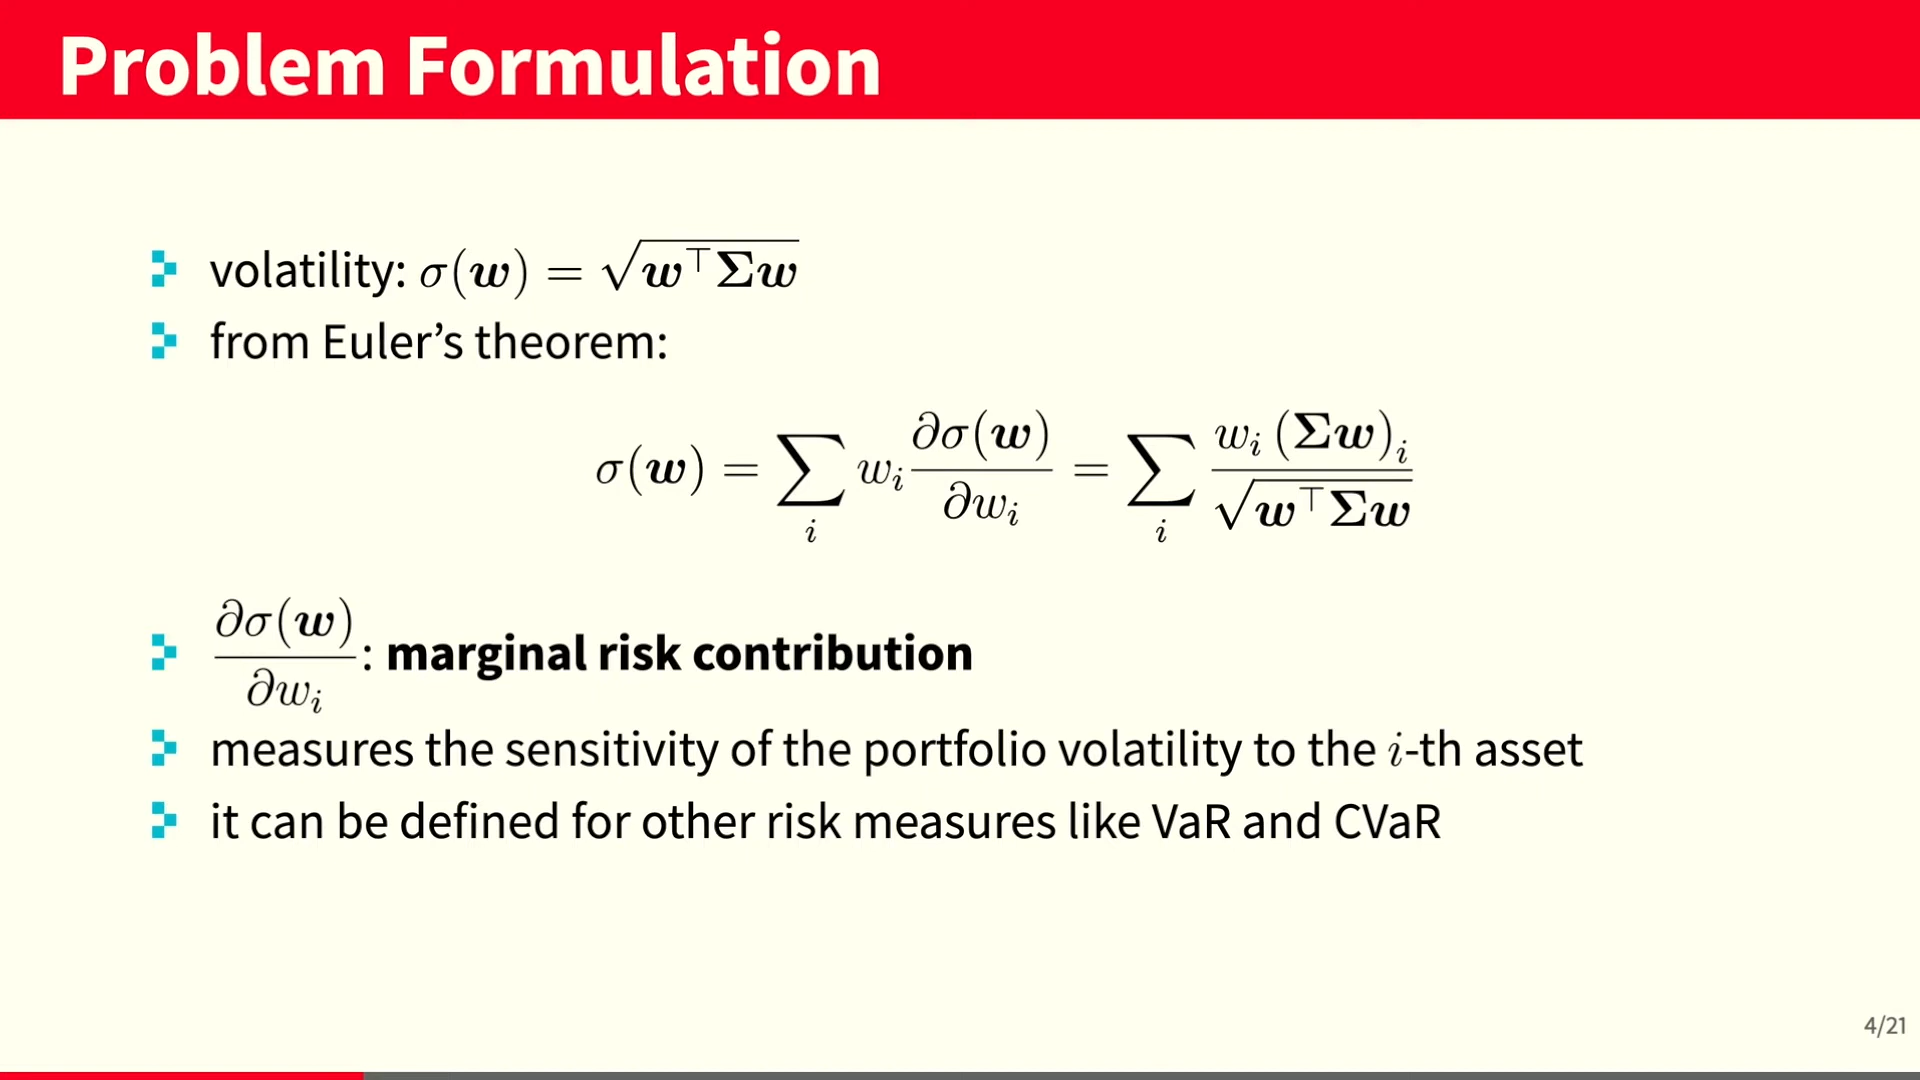 Problem Formulation
volatility: σ(w) = √(w⊤Σw)
from Euler’s theorem:
σ(w) = ∑_i w_i ∂σ(w)/∂w_i = ∑_i w_i (Σw)_i / √(w⊤Σw)
∂σ(w)/∂w_i : marginal risk contribution
measures the sensitivity of the portfolio volatility to the i-th asset
it can be defined for other risk measures like VaR and CVaR
4/21